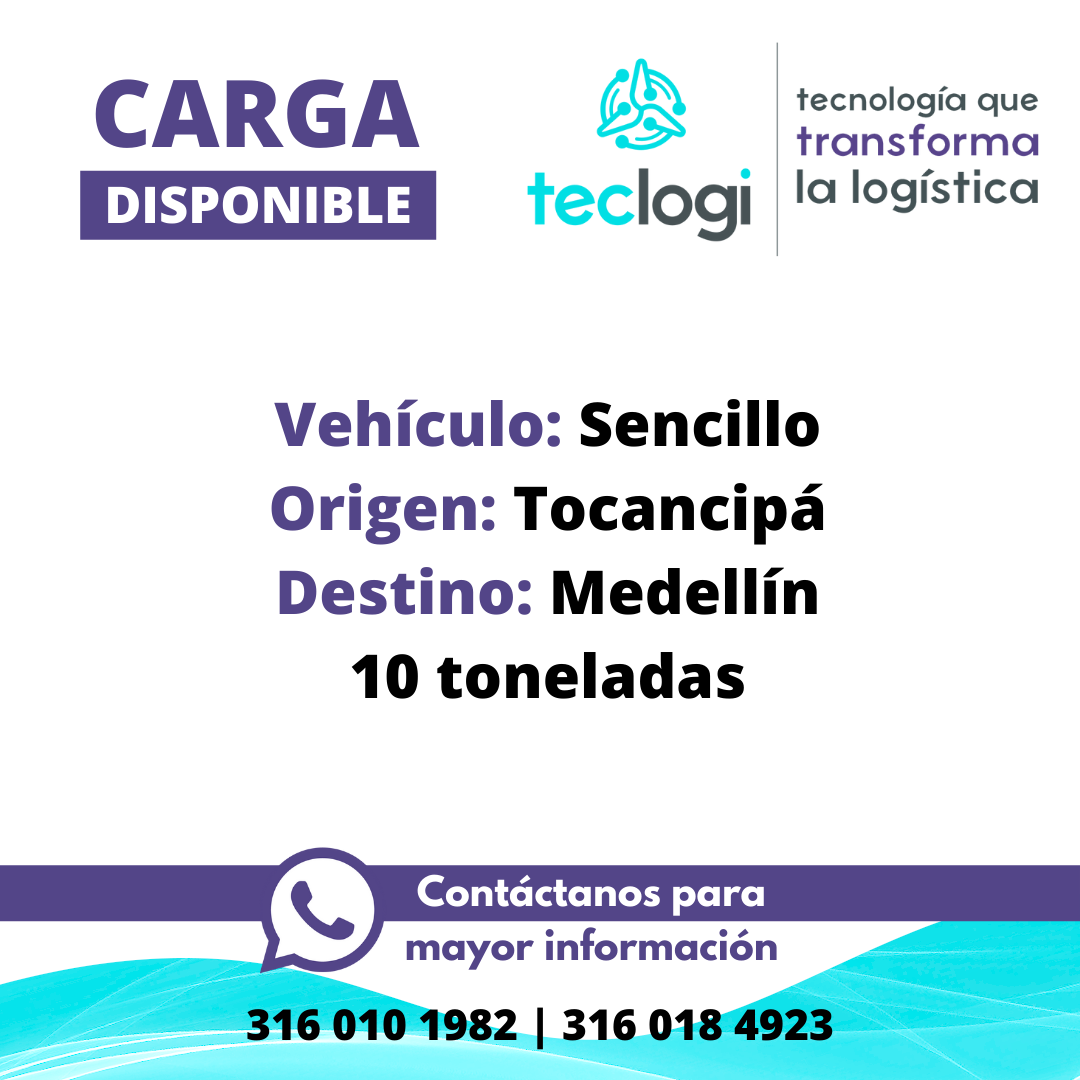 CARGA
DISPONIBLE
teclogi
tecnología que
transforma
la logística
Vehículo: Sencillo
Origen: Tocancipá
Destino: Medellín
10 toneladas
Contáctanos para
mayor información
316 010 1982 | 316 018 4923